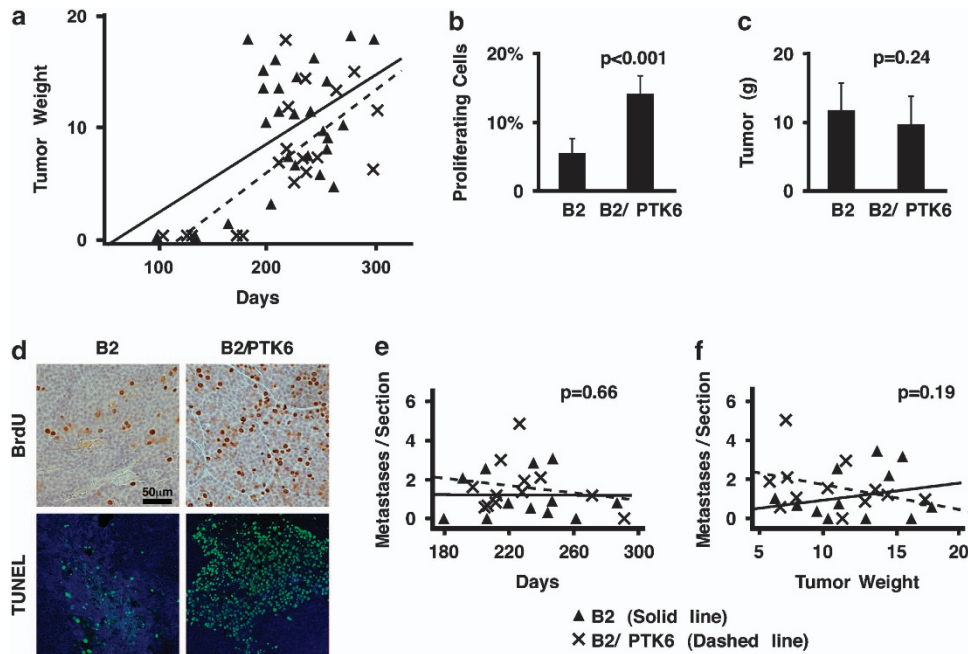 a
Tumor Weight
20
10
0
100
200
300
Days
b
Proliferating Cells
20%
10%
0
p<0.001
B2
B2/ PTK6
c
Tumor (g)
20
10
0
p=0.24
B2
B2/ PTK6
d
B2
B2/PTK6
BrdU
50µm
TUNEL
e
Metastases/Section
6
4
2
0
p=0.66
180
220
260
300
Days
f
Metastases/Section
6
4
2
0
p=0.19
5
10
15
20
Tumor Weight
▲ B2 (Solid line)
× B2/ PTK6 (Dashed line)